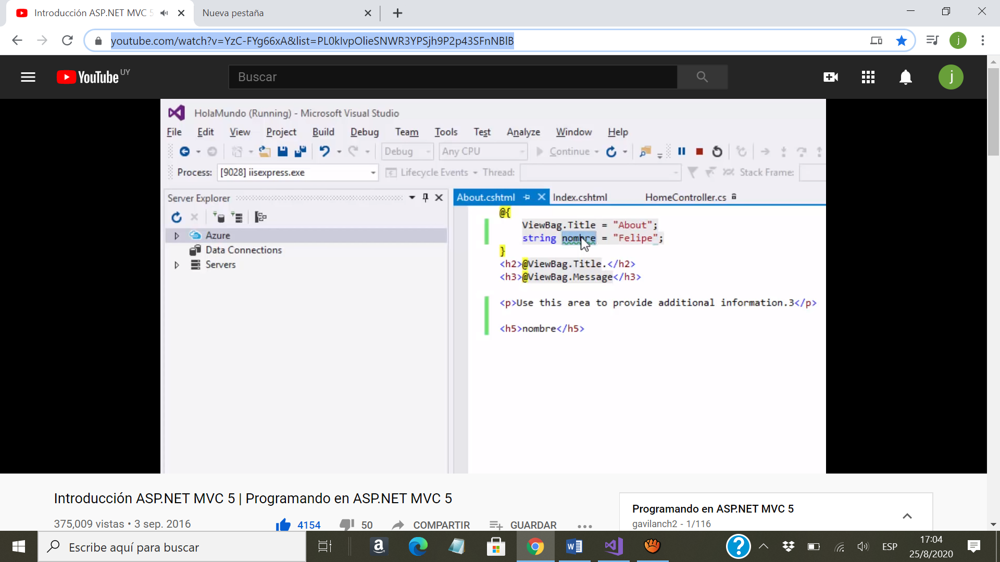 Introducción ASP.NET MVC 5
Nueva pestaña
youtube.com/watch?v=YzC-FYg66xA&list=PL0kIvpOlieSNWR3YPSjh9P2p43SFnNBlB
j
YouTube UY
Buscar
j
HolaMundo (Running) - Microsoft Visual Studio
File Edit View Project Build Debug Team Tools Test Analyze Window Help
Debug Any CPU Continue
Process: [9028] iisexpress.exe Lifecycle Events Thread: Stack Frame:
Server Explorer
About.cshtml Index.cshtml HomeController.cs
Azure
Data Connections
Servers
@{
ViewBag.Title = "About";
string nombre = "Felipe";
}
<h2>@ViewBag.Title.</h2>
<h3>@ViewBag.Message</h3>
<p>Use this area to provide additional information.3</p>
<h5>nombre</h5>
Introducción ASP.NET MVC 5 | Programando en ASP.NET MVC 5
375,009 vistas • 3 sep. 2016
4154 50 COMPARTIR GUARDAR
Programando en ASP.NET MVC 5
gavilanch2 - 1/116
Escribe aquí para buscar
ESP
17:04
25/8/2020